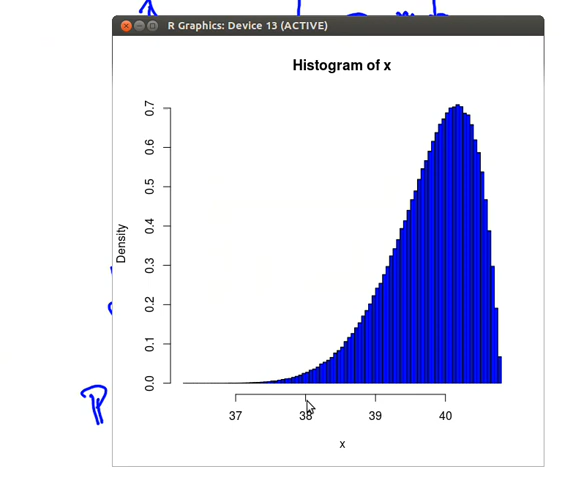 R Graphics: Device 13 (ACTIVE)
Histogram of x
Density
0.0 0.1 0.2 0.3 0.4 0.5 0.6 0.7
37 38 39 40
x
ℙ